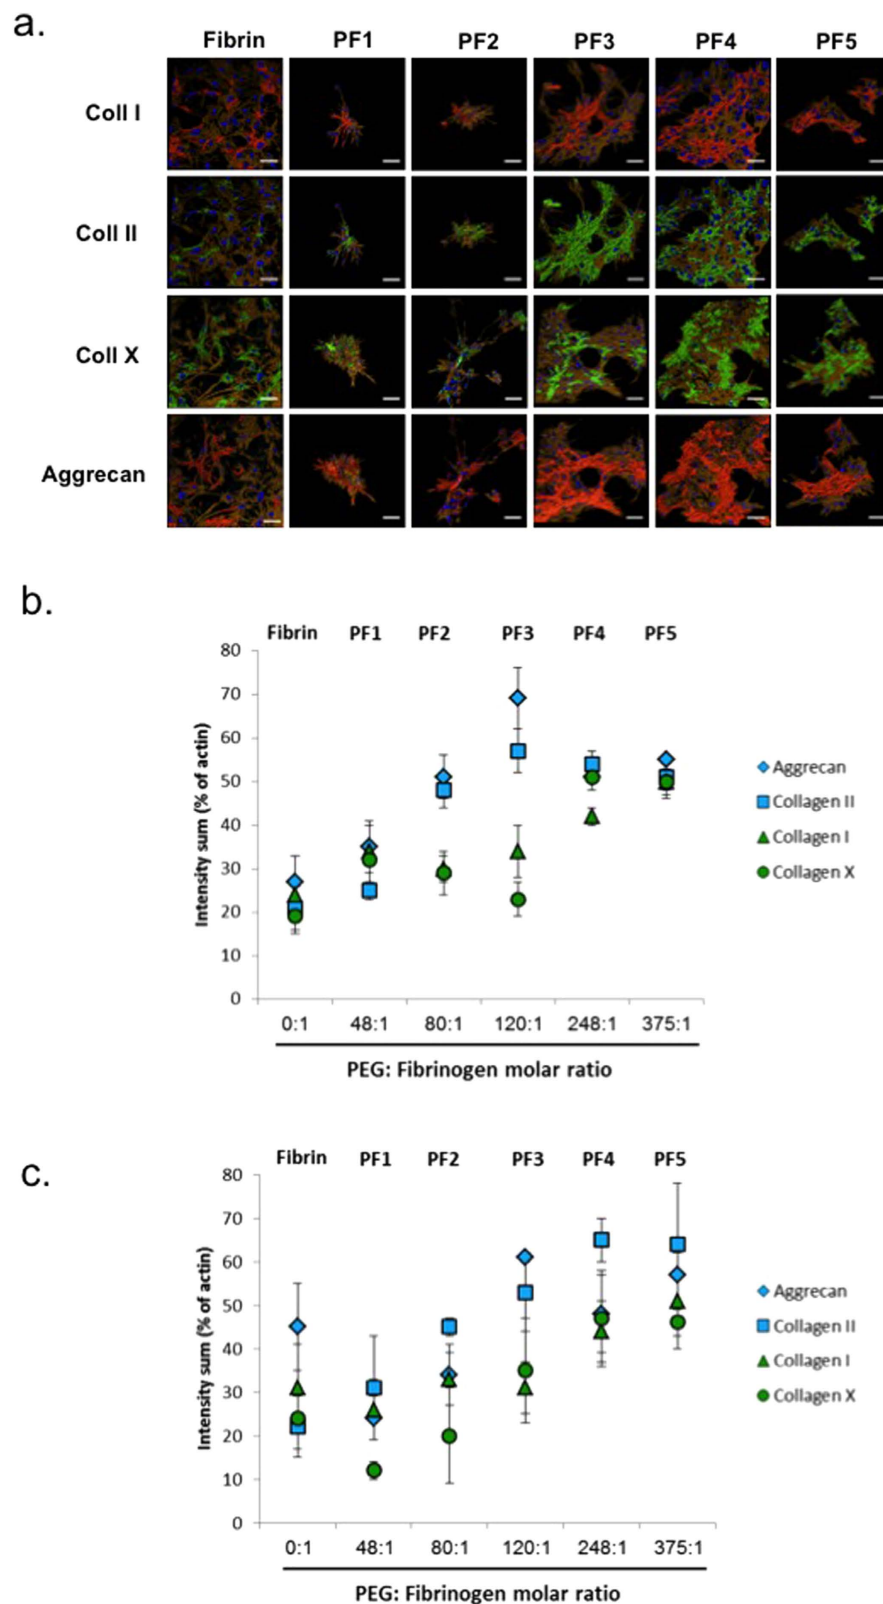 a.
Fibrin PF1 PF2 PF3 PF4 PF5
Coll I
Coll II
Coll X
Aggrecan
b.
Fibrin PF1 PF2 PF3 PF4 PF5
80
70
60
50
40
30
20
10
0
Intensity sum (% of actin)
0:1 48:1 80:1 120:1 248:1 375:1
PEG: Fibrinogen molar ratio
Aggrecan
Collagen II
Collagen I
Collagen X
c.
Fibrin PF1 PF2 PF3 PF4 PF5
80
70
60
50
40
30
20
10
0
Intensity sum (% of actin)
0:1 48:1 80:1 120:1 248:1 375:1
PEG: Fibrinogen molar ratio
Aggrecan
Collagen II
Collagen I
Collagen X